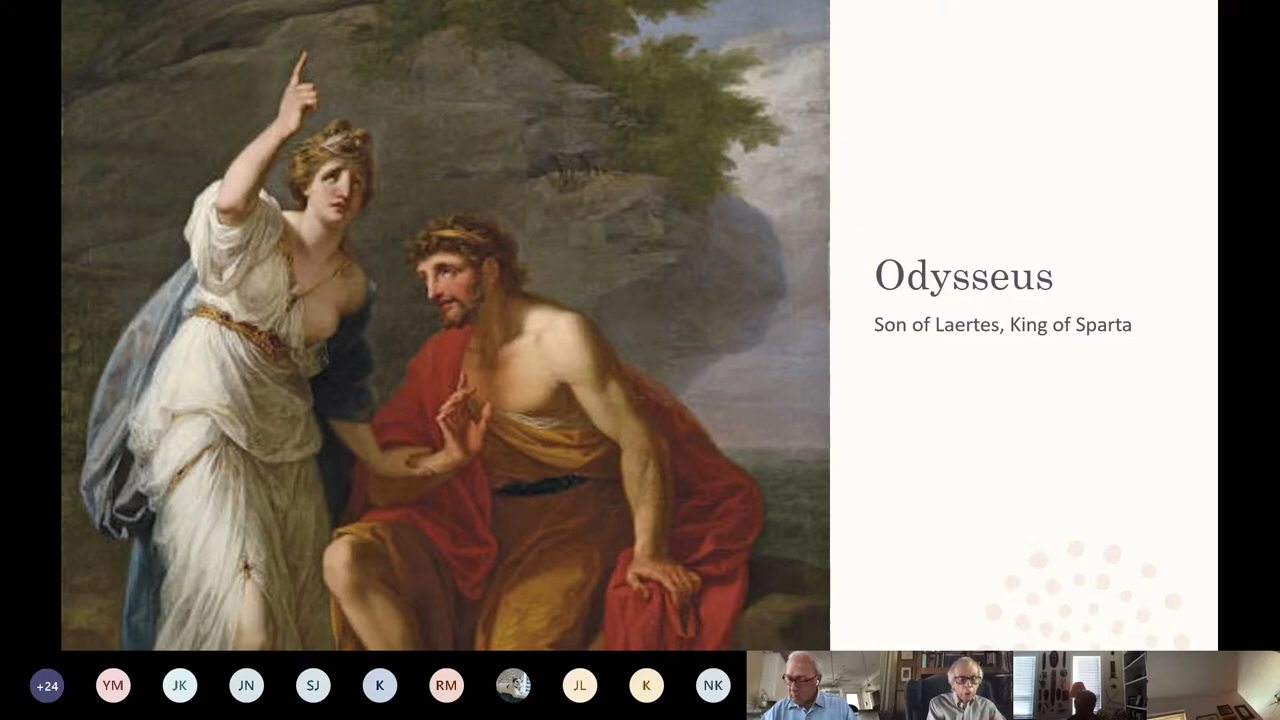 Odysseus
Son of Laertes, King of Sparta
+24
YM
JK
JN
SJ
K
RM
JL
K
NK